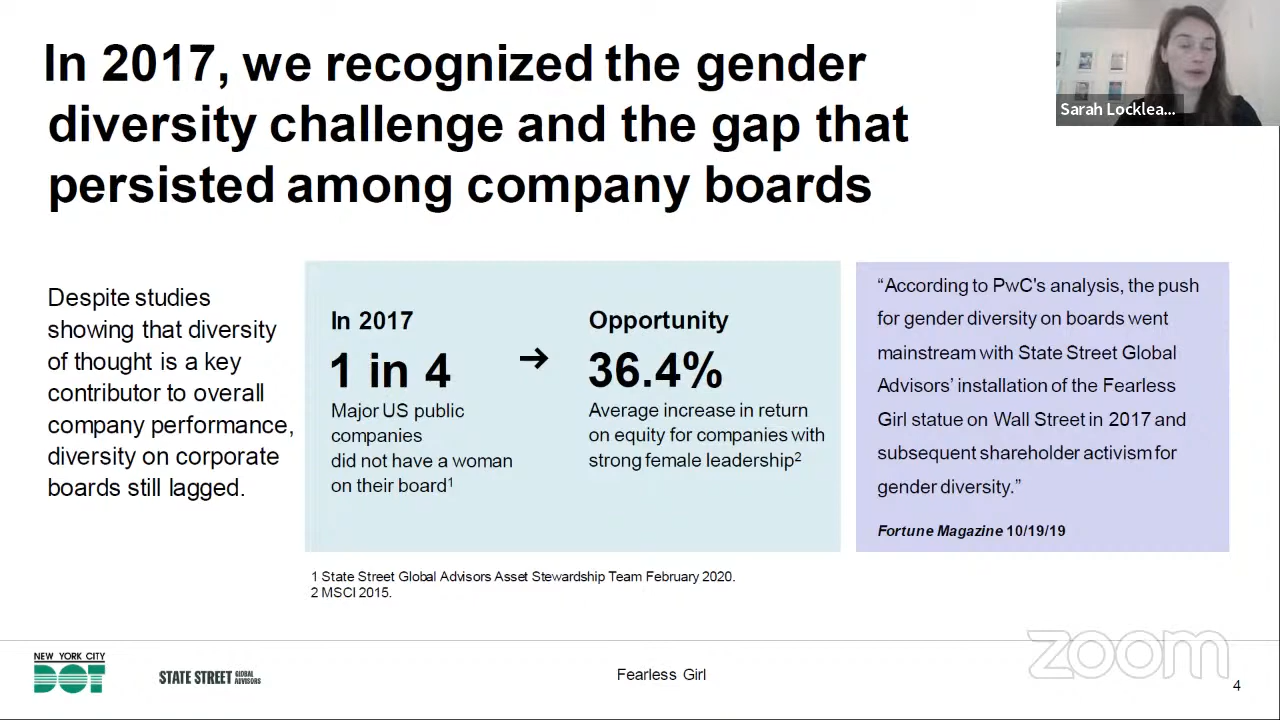 In 2017, we recognized the gender
diversity challenge and the gap that
persisted among company boards
Sarah Locklea...
Despite studies
showing that diversity
of thought is a key
contributor to overall
company performance,
diversity on corporate
boards still lagged.
In 2017
1 in 4
Major US public
companies
did not have a woman
on their board¹
→
Opportunity
36.4%
Average increase in return
on equity for companies with
strong female leadership²
“According to PwC's analysis, the push
for gender diversity on boards went
mainstream with State Street Global
Advisors’ installation of the Fearless
Girl statue on Wall Street in 2017 and
subsequent shareholder activism for
gender diversity.”
Fortune Magazine 10/19/19
1 State Street Global Advisors Asset Stewardship Team February 2020.
2 MSCI 2015.
NEW YORK CITY
DOT
STATE STREET GLOBAL
ADVISORS
Fearless Girl
zoom
4